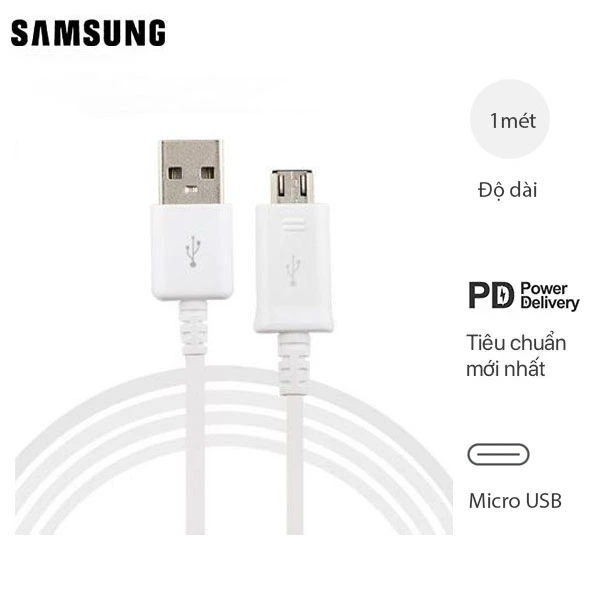 SAMSUNG
1mét
Độ dài
PD Power
Delivery
Tiêu chuẩn
mới nhất
Micro USB